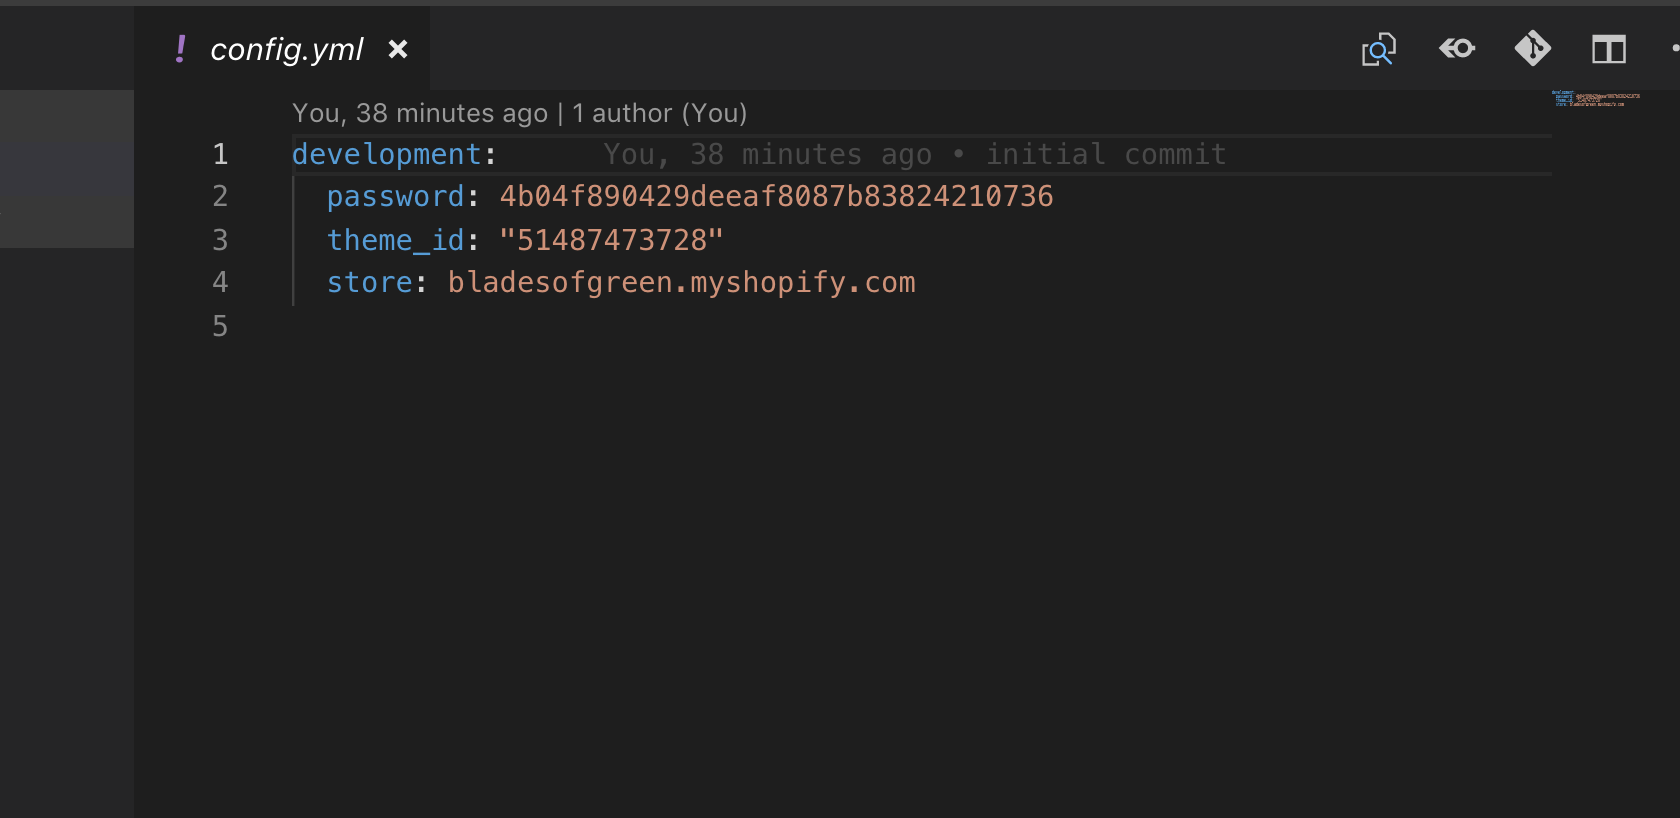 ! config.yml ×
You, 38 minutes ago | 1 author (You)
1 development: You, 38 minutes ago • initial commit
2 password: 4b04f890429deeaf8087b83824210736
3 theme_id: "51487473728"
4 store: bladesofgreen.myshopify.com
5